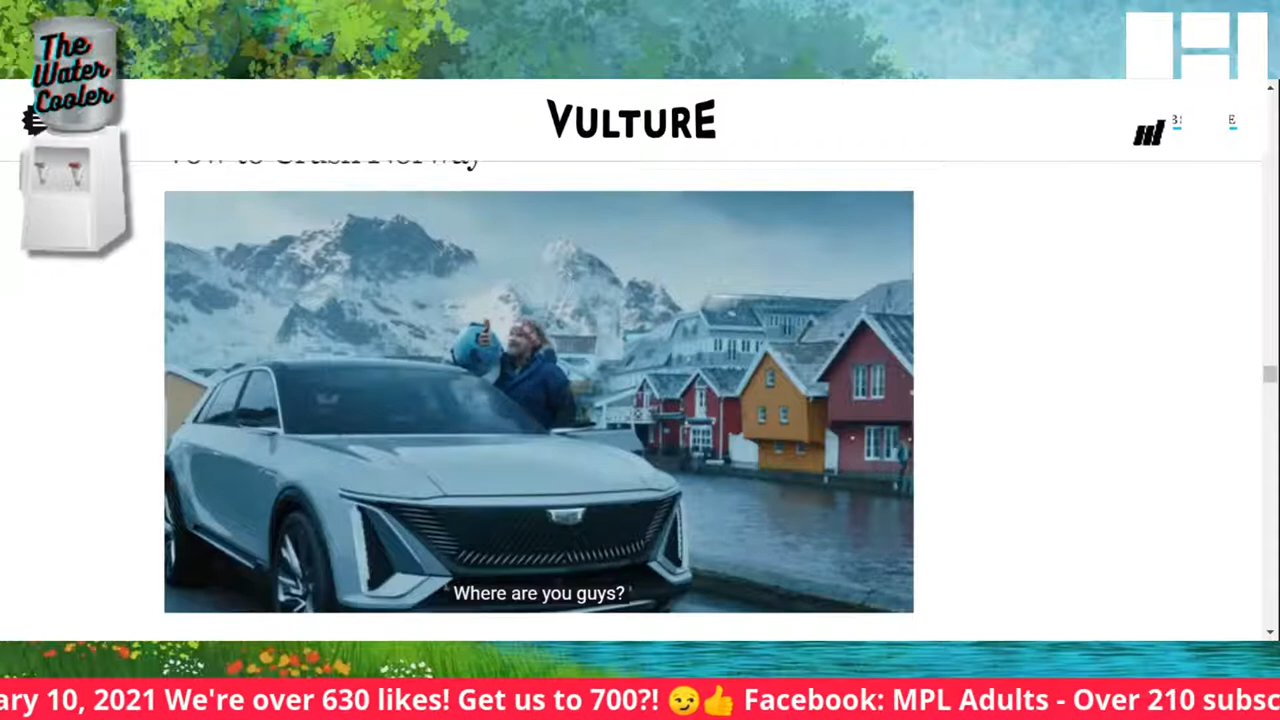 The
Water
Cooler
VULTURE
Where are you guys?
ary 10, 2021 We're over 630 likes! Get us to 700?! 😏👍 Facebook: MPL Adults - Over 210 subsc